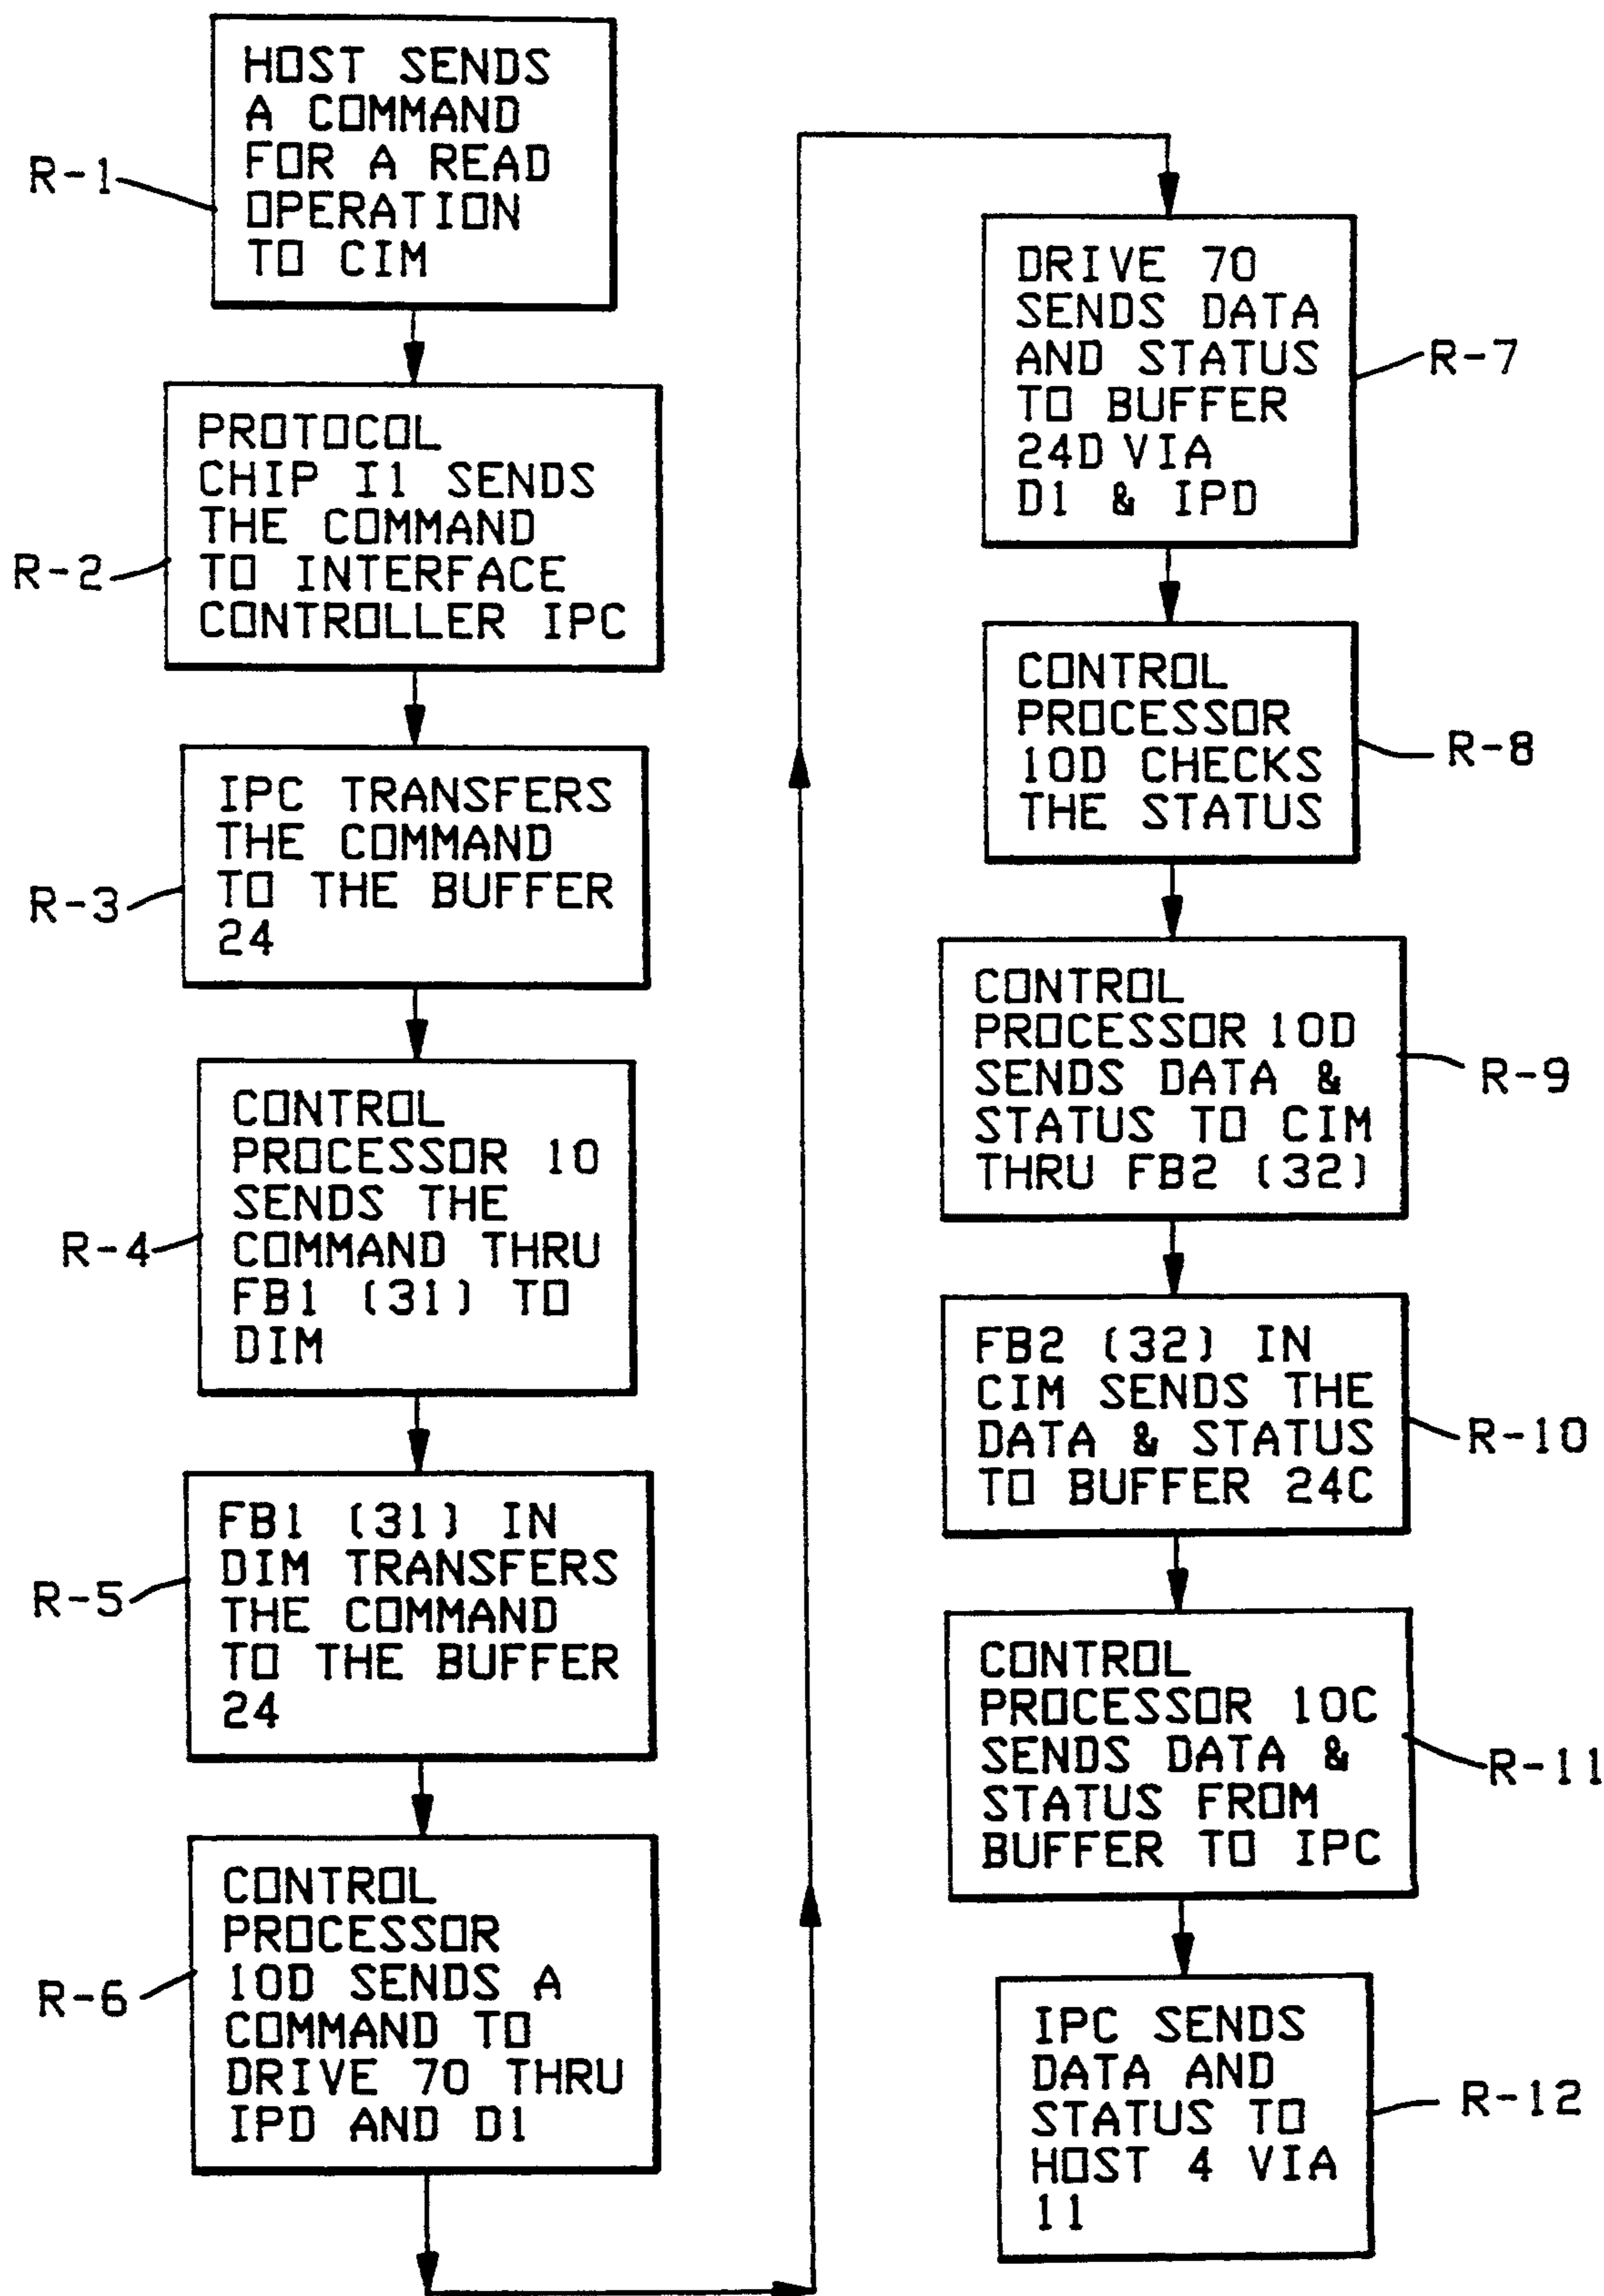 R-1
HOST SENDS
A COMMAND
FOR A READ
OPERATION
TO CIM
R-2
PROTOCOL
CHIP I1 SENDS
THE COMMAND
TO INTERFACE
CONTROLLER IPC
R-3
IPC TRANSFERS
THE COMMAND
TO THE BUFFER
24
R-4
CONTROL
PROCESSOR 10
SENDS THE
COMMAND THRU
FB1 (31) TO
DIM
R-5
FB1 (31) IN
DIM TRANSFERS
THE COMMAND
TO THE BUFFER
24
R-6
CONTROL
PROCESSOR
10D SENDS A
COMMAND TO
DRIVE 70 THRU
IPD AND D1
DRIVE 70
SENDS DATA
AND STATUS
TO BUFFER
24D VIA
D1 & IPD
R-7
CONTROL
PROCESSOR
10D CHECKS
THE STATUS
R-8
CONTROL
PROCESSOR 10D
SENDS DATA &
STATUS TO CIM
THRU FB2 (32)
R-9
FB2 (32) IN
CIM SENDS THE
DATA & STATUS
TO BUFFER 24C
R-10
CONTROL
PROCESSOR 10C
SENDS DATA &
STATUS FROM
BUFFER TO IPC
R-11
IPC SENDS
DATA AND
STATUS TO
HOST 4 VIA
11
R-12